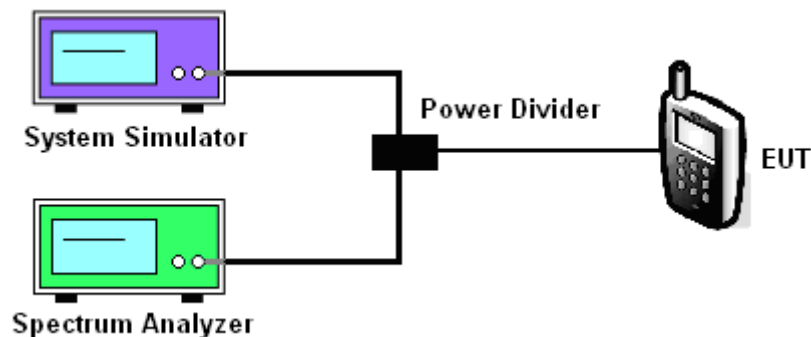 System Simulator
Power Divider
EUT
Spectrum Analyzer